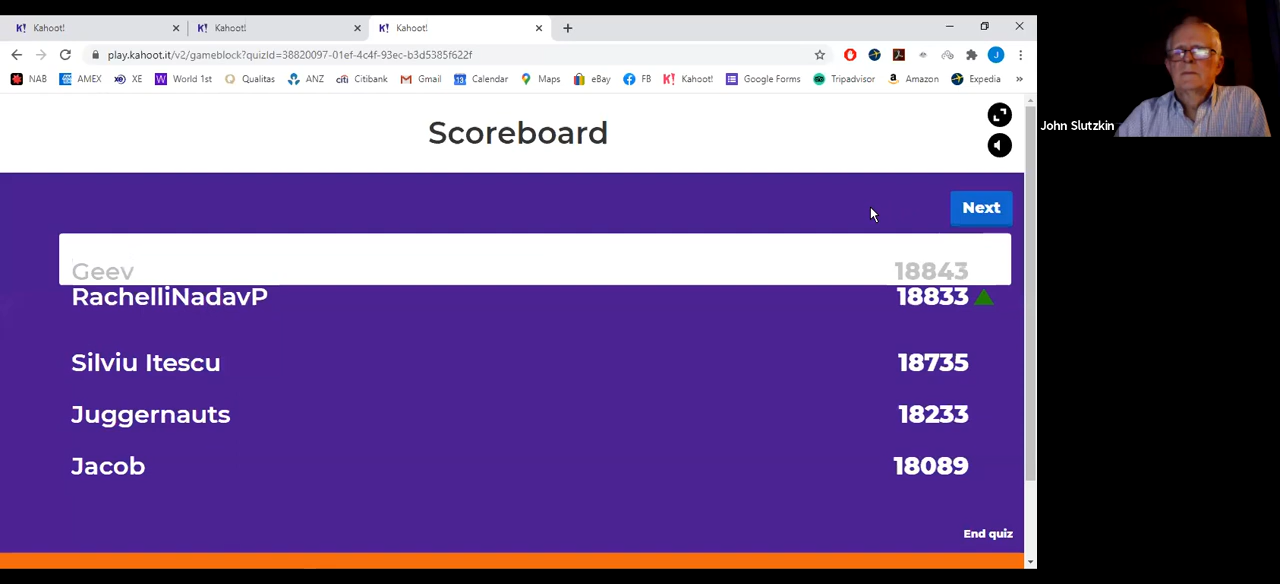 Kahoot! Kahoot! Kahoot!
play.kahoot.it/v2/gameblock?quizId=38820097-01ef-4c4f-93ec-b3d5385f622f
NAB AMEX XE World 1st Qualitas ANZ citi Citibank Gmail Calendar Maps eBay FB Kahoot! Google Forms Tripadvisor Amazon Expedia »
Scoreboard
Next
Geev 18843
RachelliNadavP 18833
Silviu Itescu 18735
Juggernauts 18233
Jacob 18089
End quiz
John Slutzkin